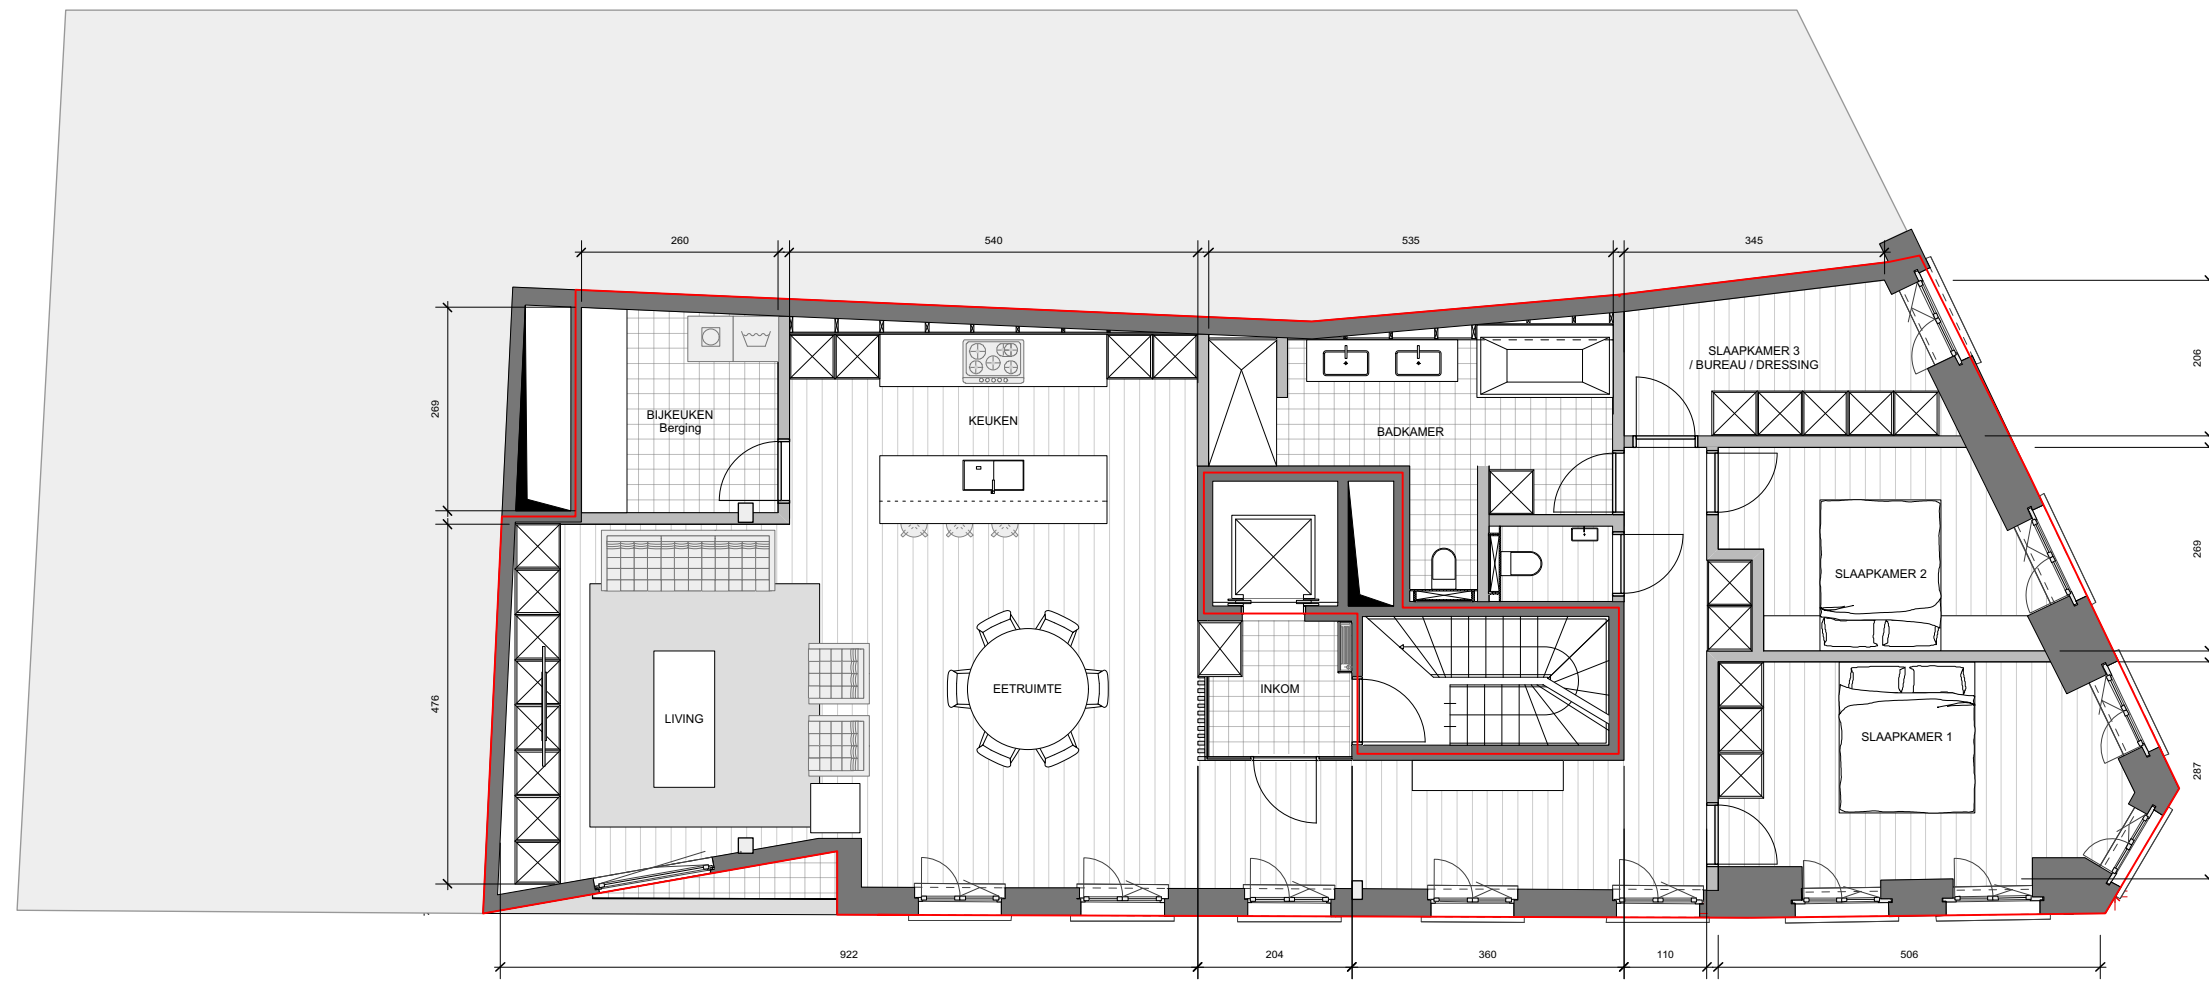 260
540
535
345
SLAAPKAMER 3
/ BUREAU / DRESSING
206
269
BIJKEUKEN
Berging
KEUKEN
BADKAMER
269
SLAAPKAMER 2
476
LIVING
EETRUIMTE
INKOM
SLAAPKAMER 1
287
922
204
360
110
506